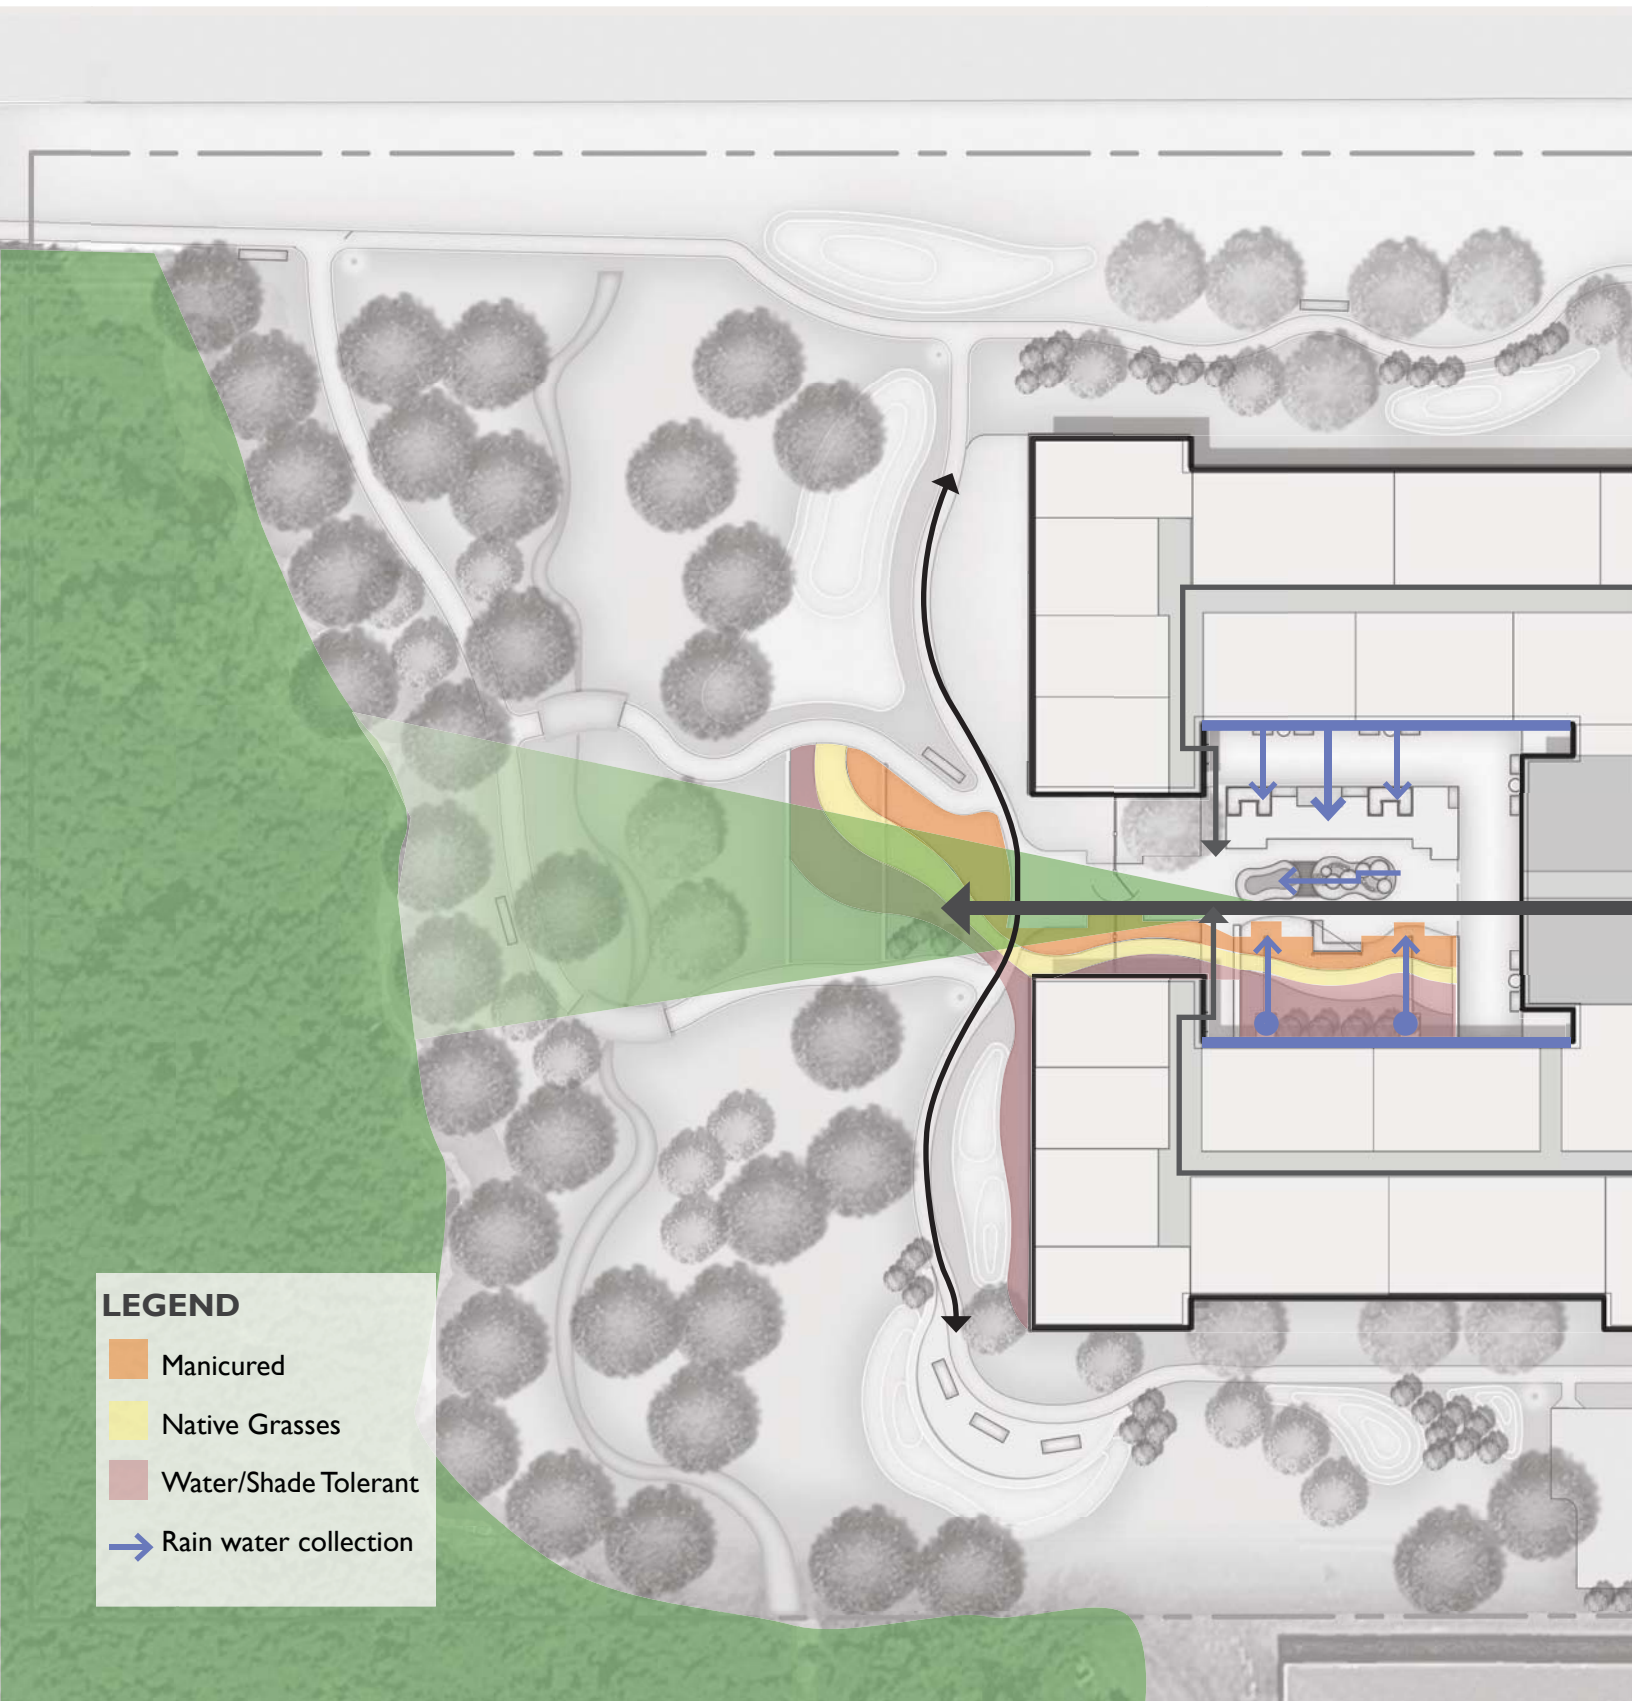 LEGEND
Manicured
Native Grasses
Water/Shade Tolerant
Rain water collection